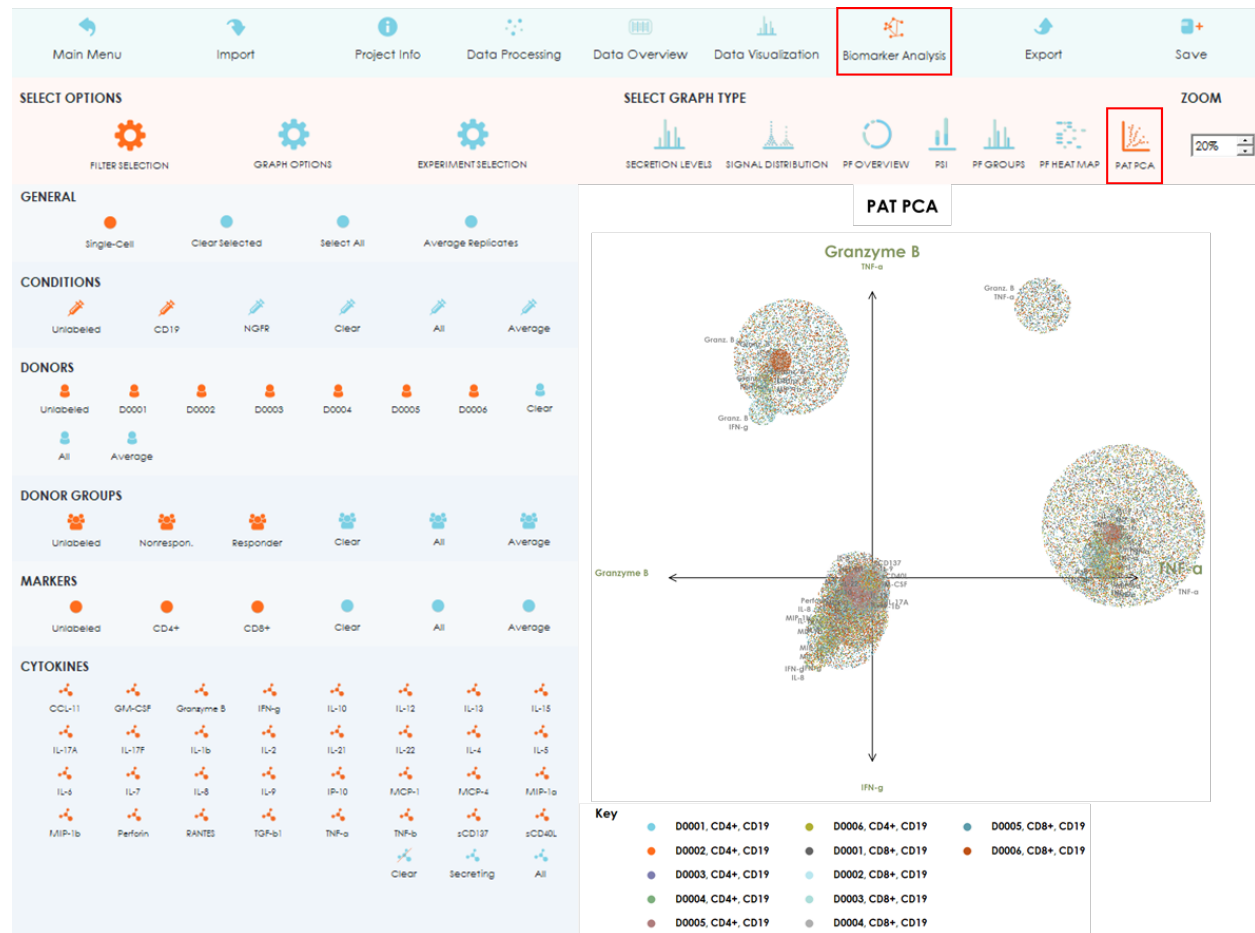 Main Menu Import Project Info Data Processing Data Overview Data Visualization Biomarker Analysis Export Save
SELECT OPTIONS SELECT GRAPH TYPE ZOOM
FILTER SELECTION GRAPH OPTIONS EXPERIMENT SELECTION SECRETION LEVELS SIGNAL DISTRIBUTION PF OVERVIEW PSI PF GROUPS PF HEAT MAP PAT PCA 20%
GENERAL
Single-Cell Clear Selected Select All Average Replicates
CONDITIONS
Unlabeled CD19 NGFR Clear All Average
DONORS
Unlabeled D0001 D0002 D0003 D0004 D0005 D0006 Clear
All Average
DONOR GROUPS
Unlabeled Nonrespon. Responder Clear All Average
MARKERS
Unlabeled CD4+ CD8+ Clear All Average
CYTOKINES
CCL-11 GM-CSF Granzyme B IFN-g IL-10 IL-12 IL-13 IL-15
IL-17A IL-17F IL-1b IL-2 IL-21 IL-22 IL-4 IL-5
IL-6 IL-7 IL-8 IL-9 IP-10 MCP-1 MCP-4 MIP-1a
MIP-1b Perforin RANTES TGF-b1 TNF-a TNF-b sCD137 sCD40L
Clear Secreting All
PAT PCA
Granzyme B
TNF-a
Granz. B
TNF-a
Granz. B
Granz. B
IFN-g
Granzyme B
TNF-a
TNF-a
IL-8
IFN-g
IL-8
IFN-g
Key
D0001, CD4+, CD19 D0006, CD4+, CD19 D0005, CD8+, CD19
D0002, CD4+, CD19 D0001, CD8+, CD19 D0006, CD8+, CD19
D0003, CD4+, CD19 D0002, CD8+, CD19
D0004, CD4+, CD19 D0003, CD8+, CD19
D0005, CD4+, CD19 D0004, CD8+, CD19